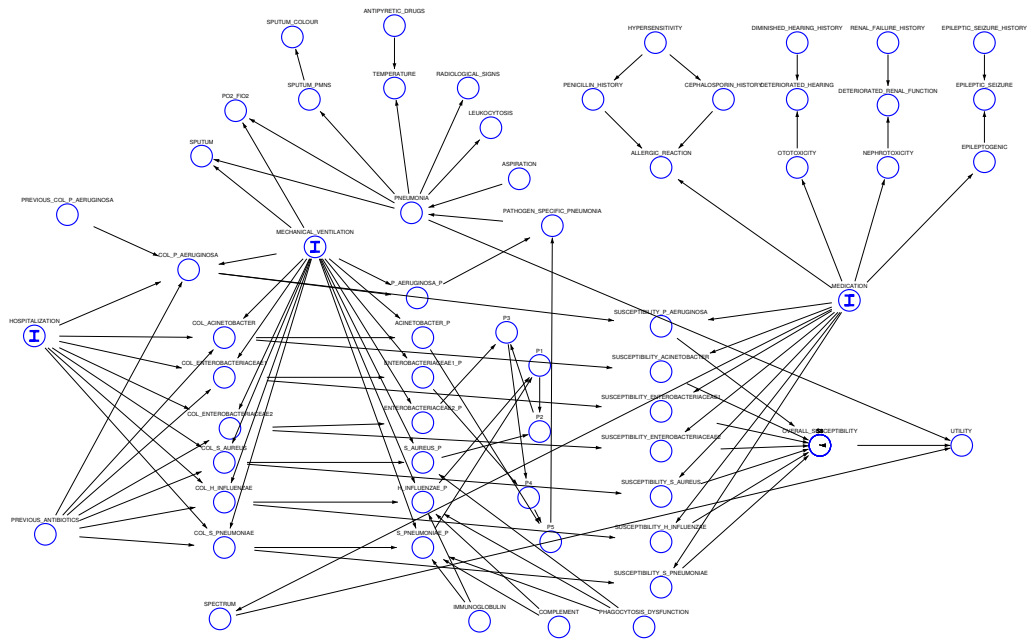 ANTIPYRETIC_DRUGS
SPUTUM_COLOUR
HYPERSENSITIVITY
DIMINISHED_HEARING_HISTORY
RENAL_FAILURE_HISTORY
EPILEPTIC_SEIZURE_HISTORY
TEMPERATURE
RADIOLOGICAL_SIGNS
SPUTUM_PMNS
PENICILLIN_HISTORY
CEPHALOSPORIN_HISTORY
DETERIORATED_HEARING
DETERIORATED_RENAL_FUNCTION
EPILEPTIC_SEIZURE
PO2_FIO2
LEUKOCYTOSIS
SPUTUM
ALLERGIC_REACTION
OTOTOXICITY
NEPHROTOXICITY
EPILEPTOGENIC
ASPIRATION
PREVIOUS_COL_P_AERUGINOSA
PNEUMONIA
PATHOGEN_SPECIFIC_PNEUMONIA
MECHANICAL_VENTILATION
I
COL_P_AERUGINOSA
P_AERUGINOSA_P
MEDICATION
I
HOSPITALIZATION
I
COL_ACINETOBACTER
ACINETOBACTER_P
P3
SUSCEPTIBILITY_P_AERUGINOSA
COL_ENTEROBACTERIACEAE1
ENTEROBACTERIACEAE1_P
P1
SUSCEPTIBILITY_ACINETOBACTER
COL_ENTEROBACTERIACEAE2
ENTEROBACTERIACEAE2_P
P2
SUSCEPTIBILITY_ENTEROBACTERIACEAE1
COL_S_AUREUS
S_AUREUS_P
SUSCEPTIBILITY_ENTEROBACTERIACEAE2
OVERALL_SUSCEPTIBILITY
UTILITY
COL_H_INFLUENZAE
H_INFLUENZAE_P
P4
SUSCEPTIBILITY_S_AUREUS
PREVIOUS_ANTIBIOTICS
COL_S_PNEUMONIAE
S_PNEUMONIAE_P
P5
SUSCEPTIBILITY_H_INFLUENZAE
SUSCEPTIBILITY_S_PNEUMONIAE
SPECTRUM
IMMUNOGLOBULIN
COMPLEMENT
PHAGOCYTOSIS_DYSFUNCTION